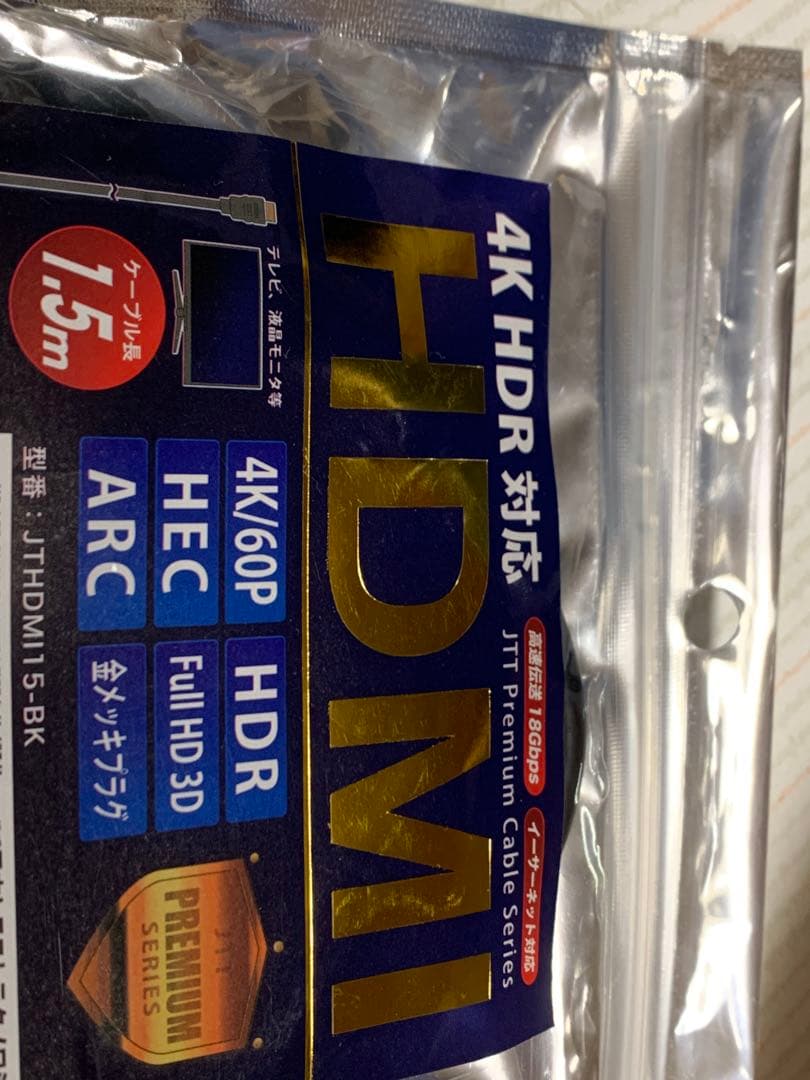 4K HDR 対応
高速伝送 18Gbps
イーサーネット対応
JTT Premium Cable Series
HDMI
テレビ、液晶モニタ等
ケーブル長
1.5m
4K/60P
HDR
HEC
Full HD 3D
ARC
金メッキプラグ
JTT
PREMIUM
SERIES
型番：JTHDMI15-BK